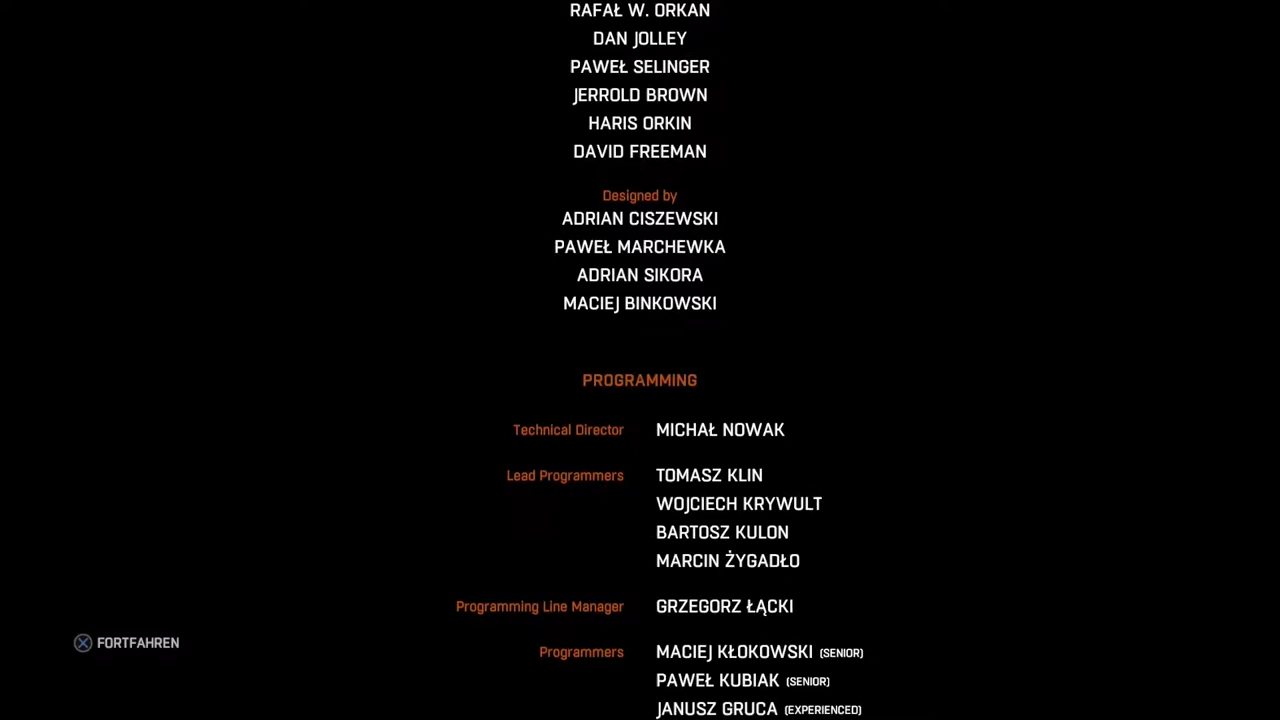 RAFAŁ W. ORKAN
DAN JOLLEY
PAWEŁ SELINGER
JERROLD BROWN
HARIS ORKIN
DAVID FREEMAN
Designed by
ADRIAN CISZEWSKI
PAWEŁ MARCHEWKA
ADRIAN SIKORA
MACIEJ BINKOWSKI
PROGRAMMING
Technical Director MICHAŁ NOWAK
Lead Programmers TOMASZ KLIN
WOJCIECH KRYWULT
BARTOSZ KULON
MARCIN ŻYGADŁO
Programming Line Manager GRZEGORZ ŁĄCKI
FORTFAHREN
Programmers MACIEJ KŁOKOWSKI (SENIOR)
PAWEŁ KUBIAK (SENIOR)
JANUSZ GRUCA (EXPERIENCED)